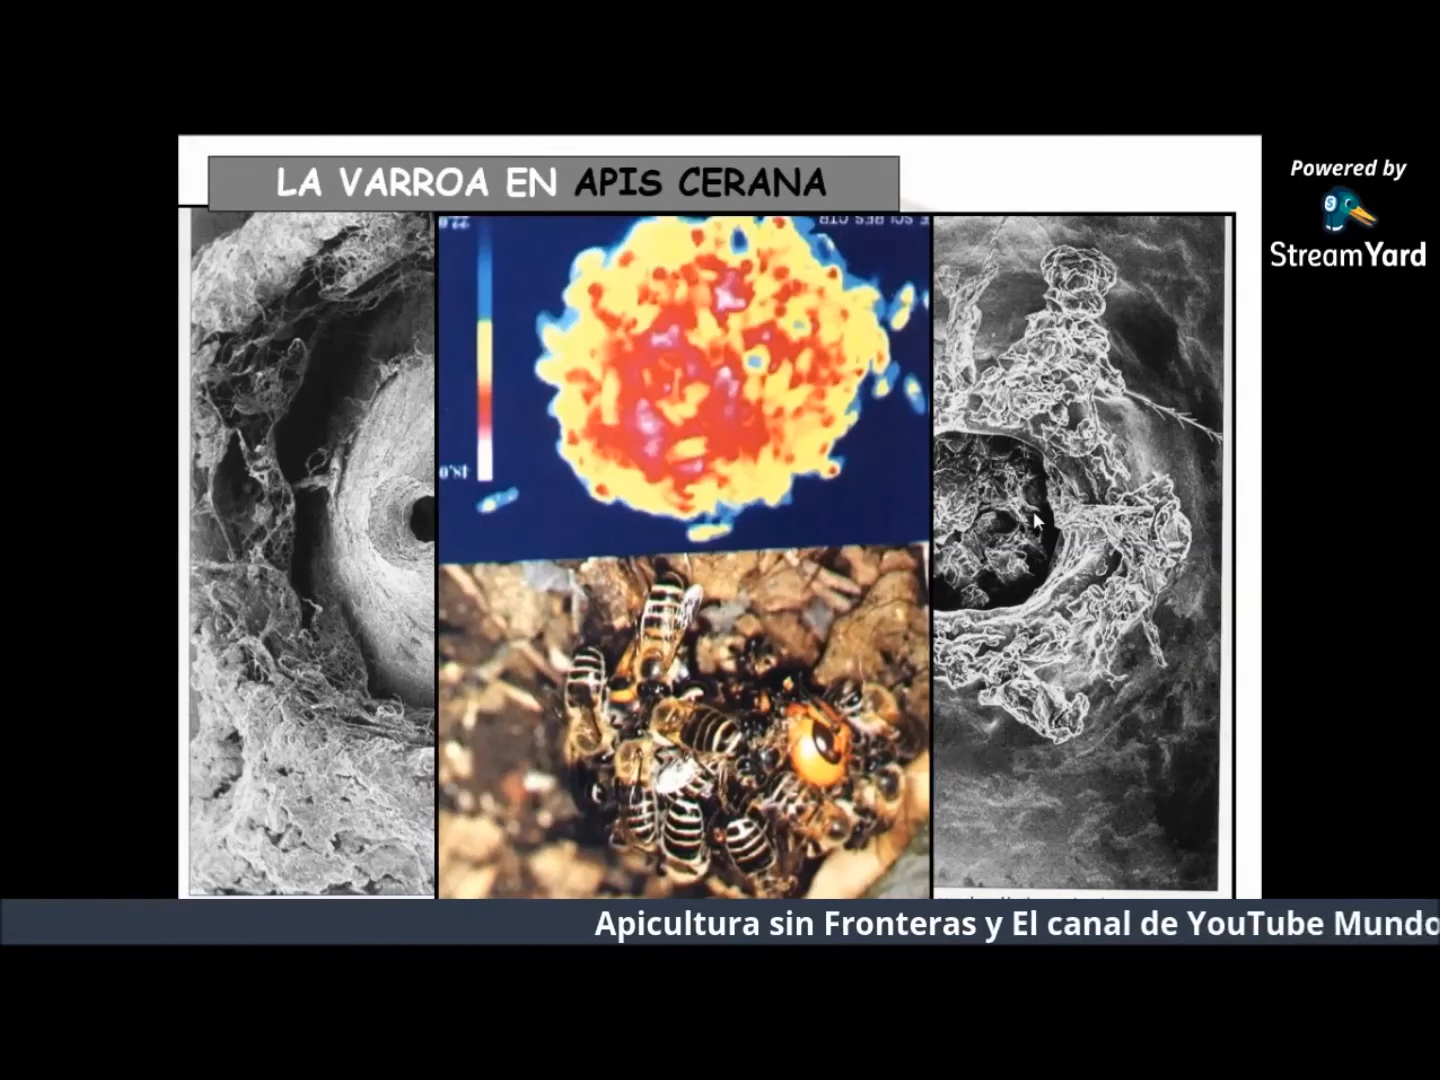 LA VARROA EN APIS CERANA
Powered by
StreamYard
Apicultura sin Fronteras y El canal de YouTube Mundo